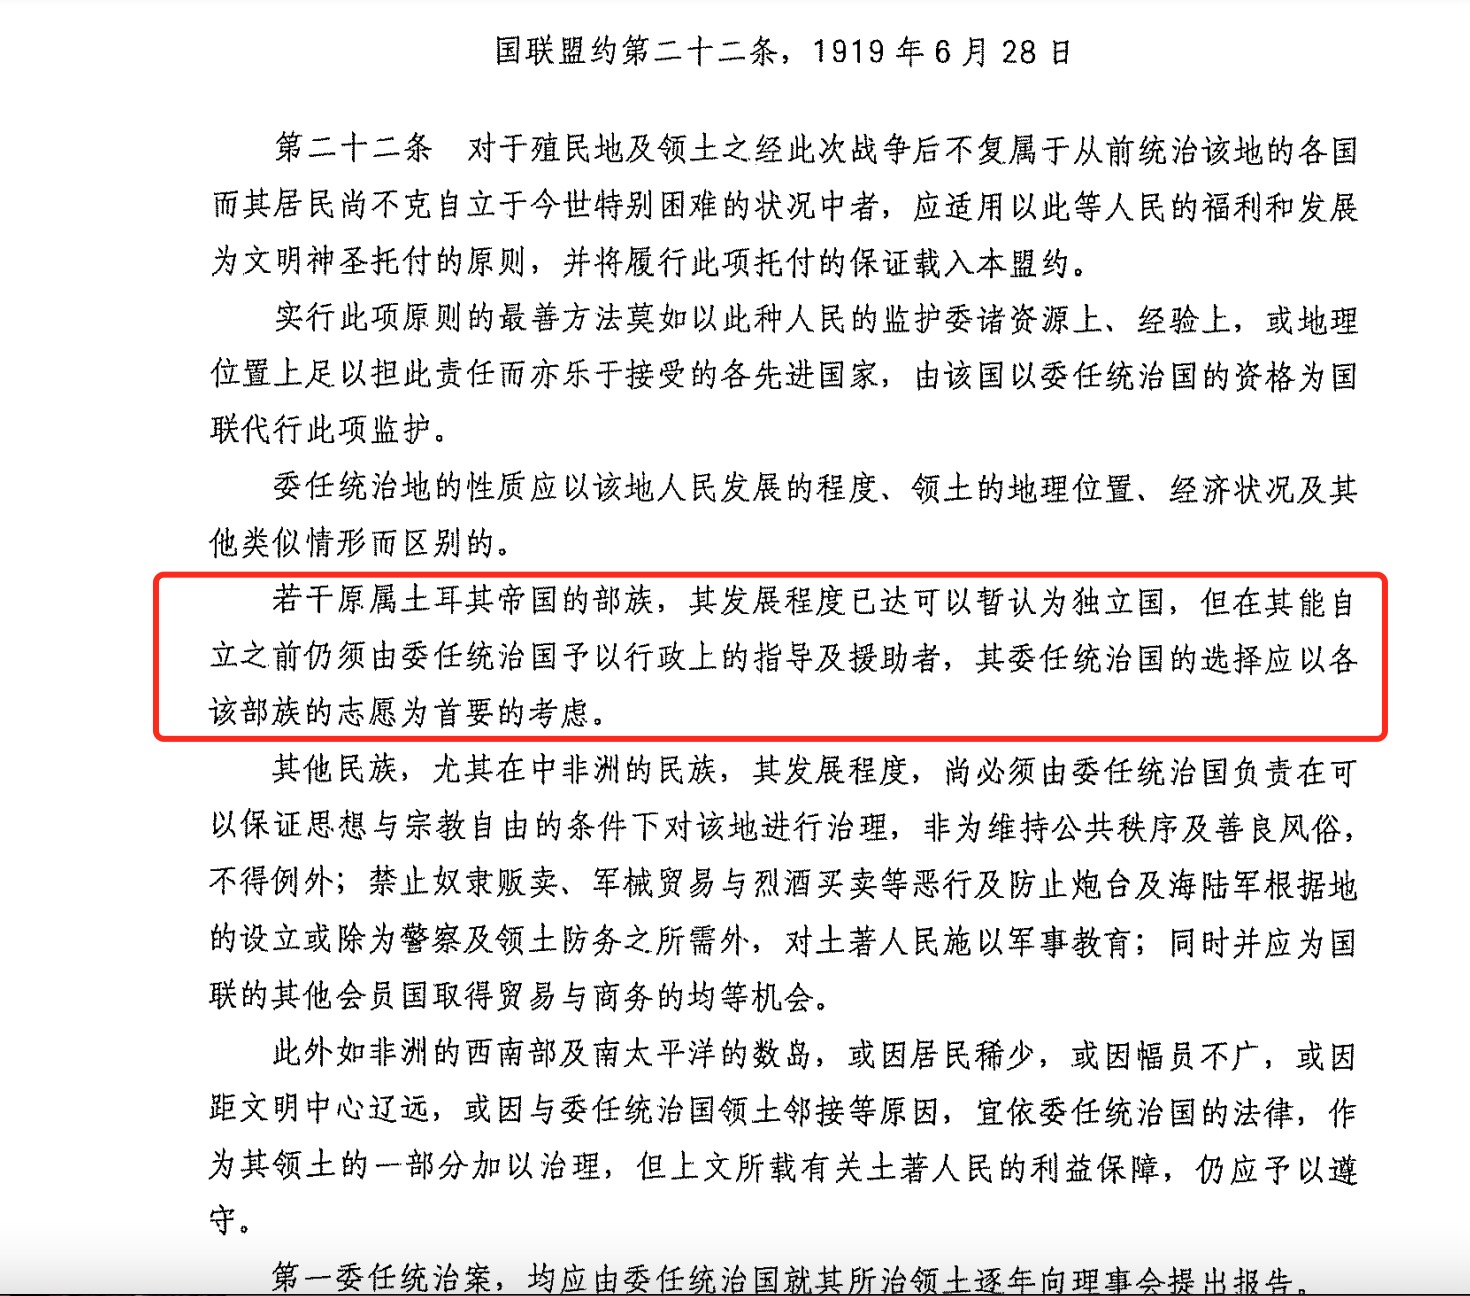 国联盟约第二十二条，1919 年 6 月 28 日
第二十二条　对于殖民地及领土之经此次战争后不复属于从前统治该地的各国
而其居民尚不克自立于今世特别困难的状况中者，应适用以此等人民的福利和发展
为文明神圣托付的原则，并将履行此项托付的保证载入本盟约。
实行此项原则的最善方法莫如以此种人民的监护委诸资源上、经验上，或地理
位置上足以担此责任而亦乐于接受的各先进国家，由该国以委任统治国的资格为国
联代行此项监护。
委任统治地的性质应以该地人民发展的程度、领土的地理位置、经济状况及其
他类似情形而区别的。
若干原属土耳其帝国的部族，其发展程度已达可以暂认为独立国，但在其能自
立之前仍须由委任统治国予以行政上的指导及援助者，其委任统治国的选择应以各
该部族的志愿为首要的考虑。
其他民族，尤其在中非洲的民族，其发展程度，尚必须由委任统治国负责在可
以保证思想与宗教自由的条件下对该地进行治理，非为维持公共秩序及善良风俗，
不得例外；禁止奴隶贩卖、军械贸易与烈酒买卖等恶行及防止炮台及海陆军根据地
的设立或除为警察及领土防务之所需外，对土著人民施以军事教育；同时并应为国
联的其他会员国取得贸易与商务的均等机会。
此外如非洲的西南部及南太平洋的数岛，或因居民稀少，或因幅员不广，或因
距文明中心辽远，或因与委任统治国领土邻接等原因，宜依委任统治国的法律，作
为其领土的一部分加以治理，但上文所载有关土著人民的利益保障，仍应予以遵
守。
第一委任统治案，均应由委任统治国就其所治领土逐年向理事会提出报告。